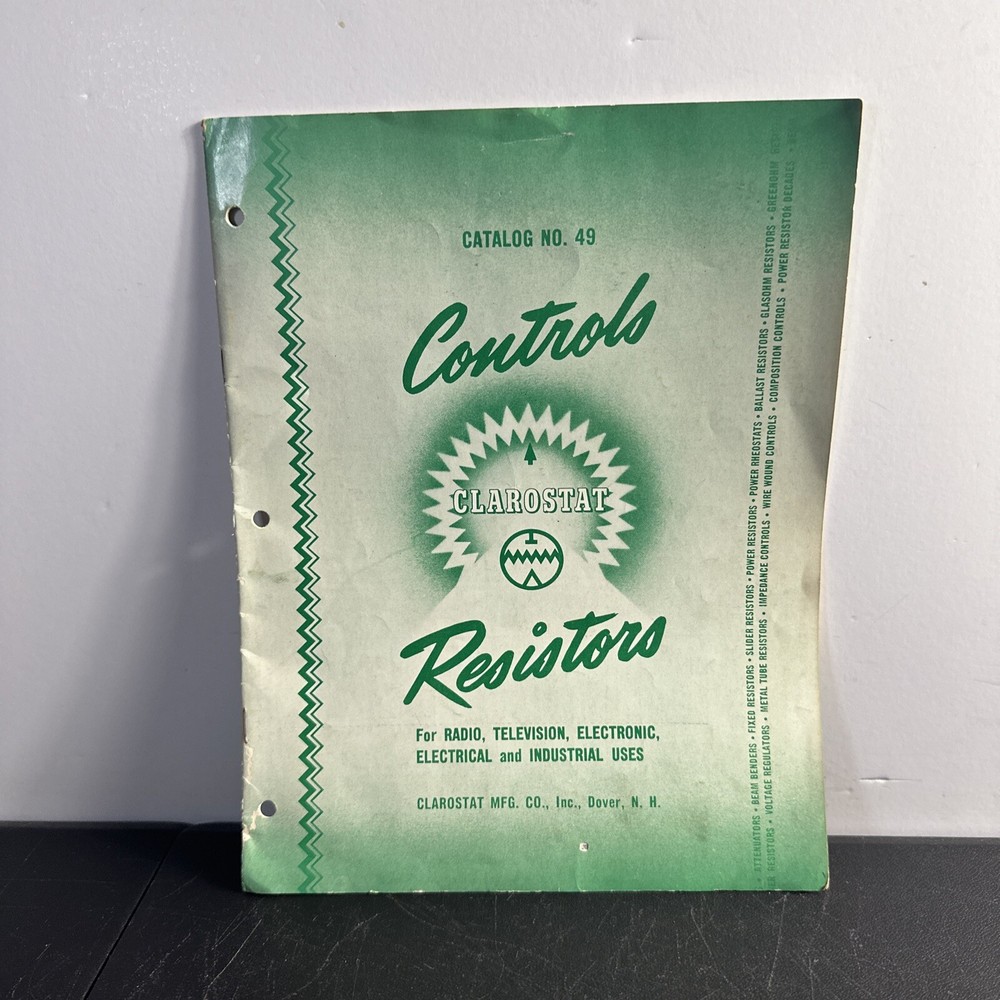 CATALOG NO. 49
Controls
CLAROSTAT
Resistors
For RADIO, TELEVISION, ELECTRONIC,
ELECTRICAL and INDUSTRIAL USES
CLAROSTAT MFG. CO., Inc., Dover, N. H.
• ATTENUATORS • BEAM BENDERS • FIXED RESISTORS • SLIDER RESISTORS • POWER RESISTORS • POWER RHEOSTATS • BALLAST RESISTORS • GLASOHM RESISTORS • GREENOHM
RESISTORS • VOLTAGE REGULATORS • METAL TUBE RESISTORS • IMPEDANCE CONTROLS • WIRE WOUND CONTROLS • COMPOSITION CONTROLS • POWER RESISTOR DECADES •